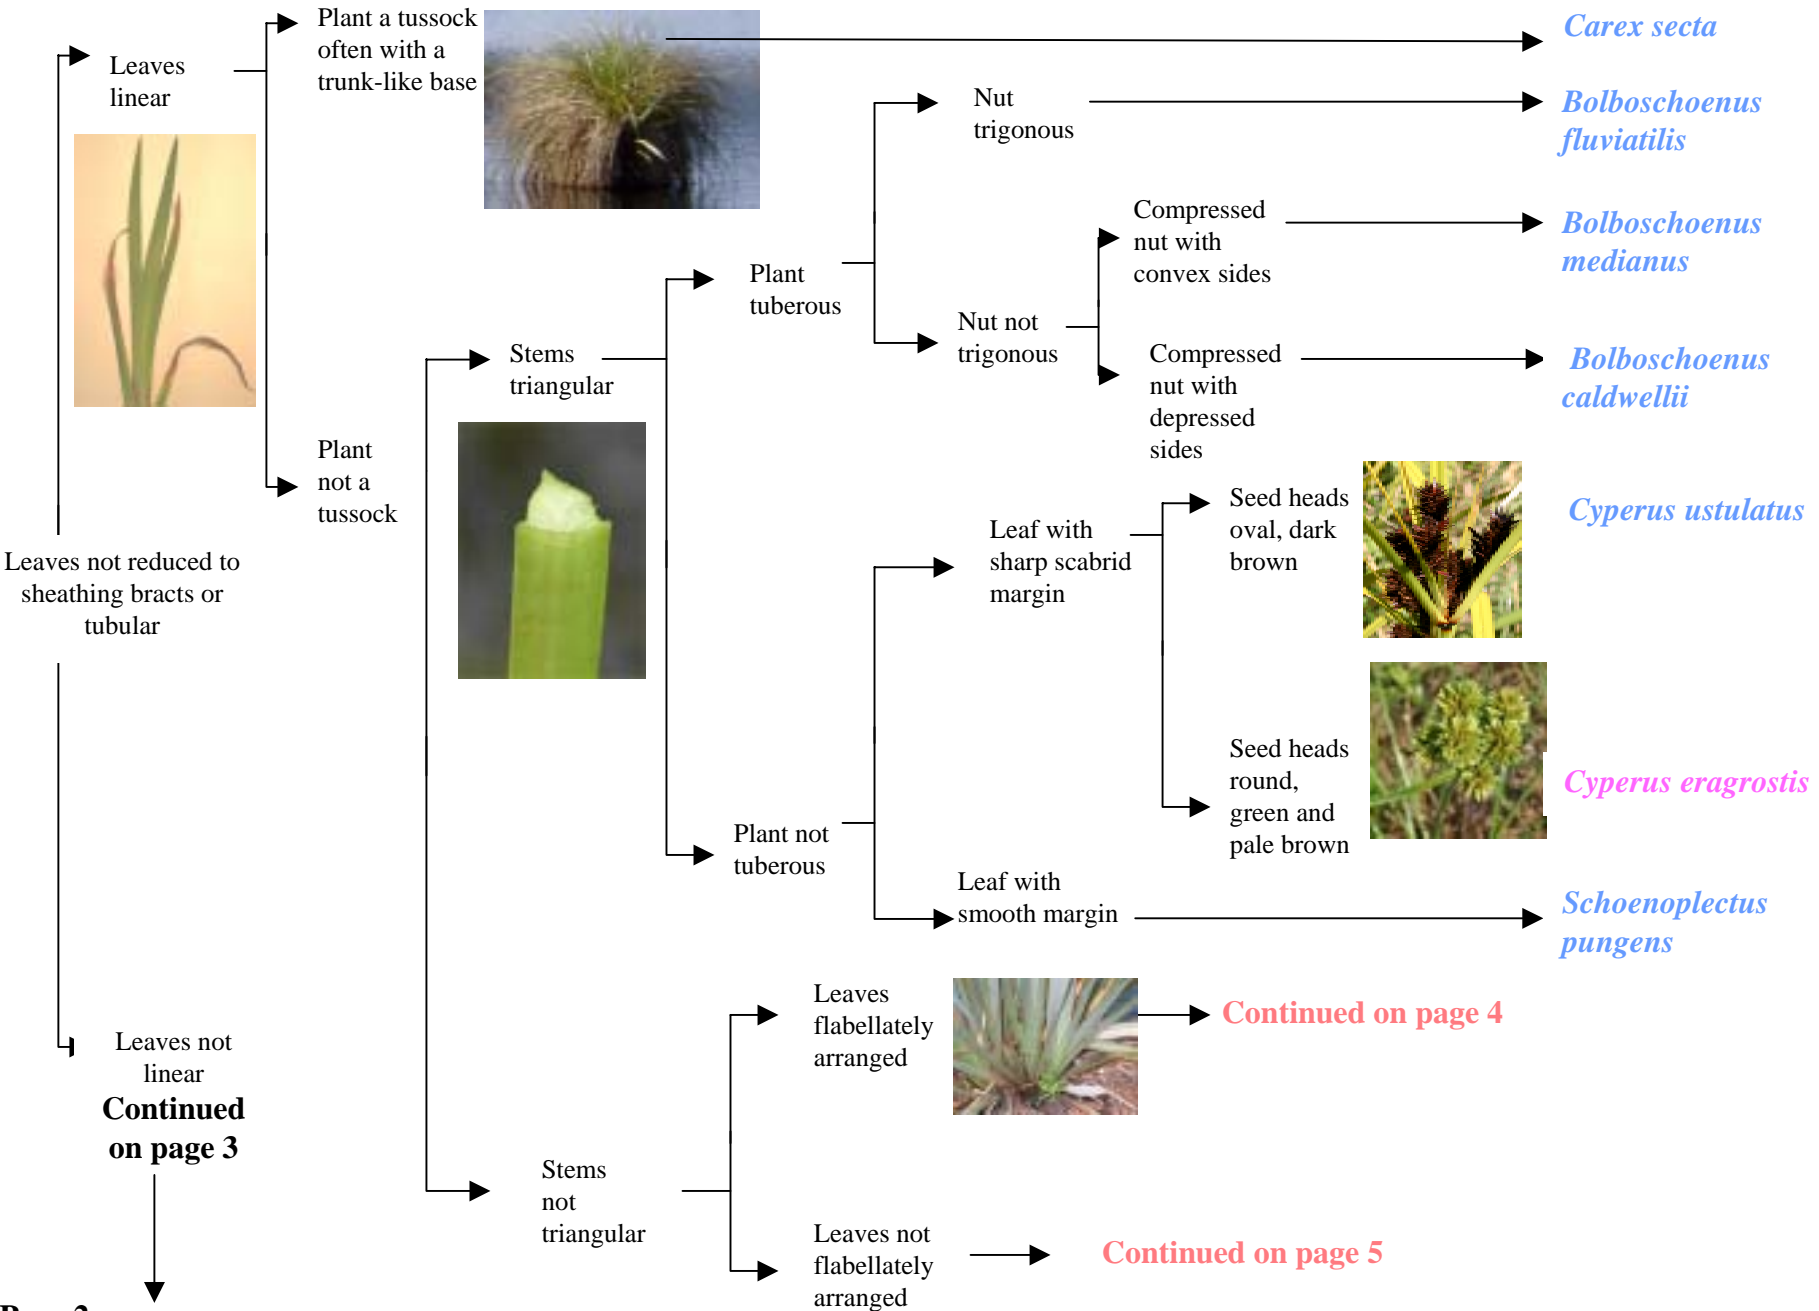 Plant a tussock
often with a
trunk-like base
Carex secta
Leaves
linear
Nut
trigonous
Bolboschoenus
fluviatilis
Compressed
nut with
convex sides
Bolboschoenus
medianus
Plant
tuberous
Nut not
trigonous
Compressed
nut with
depressed
sides
Bolboschoenus
caldwellii
Stems
triangular
Plant
not a
tussock
Leaf with
sharp scabrid
margin
Seed heads
oval, dark
brown
Cyperus ustulatus
Leaves not reduced to
sheathing bracts or
tubular
Seed heads
round,
green and
pale brown
Cyperus eragrostis
Plant not
tuberous
Leaf with
smooth margin
Schoenoplectus
pungens
Leaves
flabellately
arranged
Continued on page 4
Leaves not
linear
Continued
on page 3
Stems
not
triangular
Leaves not
flabellately
arranged
Continued on page 5